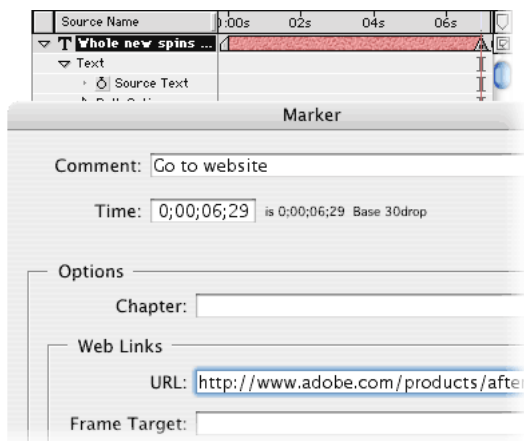 Source Name ):00s 02s 04s 06s
T Whole new spins ...
Text
Source Text
Marker
Comment: Go to website
Time: 0;00;06;29 is 0;00;06;29 Base 30drop
Options
Chapter:
Web Links
URL: http://www.adobe.com/products/afte
Frame Target: